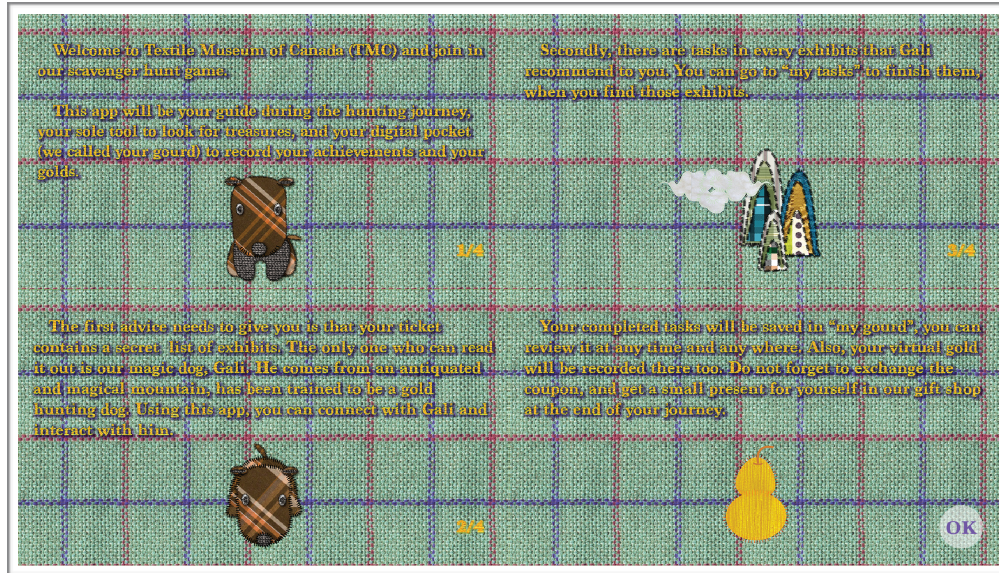 Welcome to Textile Museum of Canada (TMC) and join in
our scavenger hunt game.
This app will be your guide during the hunting journey,
your sole tool to look for treasures, and your digital pocket
(we called your gourd) to record your achievements and your
golds.
1/4
The first advice needs to give you is that your ticket
contains a secret list of exhibits. The only one who can read
it out is our magic dog, Gali. He comes from an antiquated
and magical mountain, has been trained to be a gold
hunting dog. Using this app, you can connect with Gali and
interact with him.
2/4
Secondly, there are tasks in every exhibits that Gali
recommend to you. You can go to "my tasks" to finish them,
when you find those exhibits.
3/4
Your completed tasks will be saved in "my gourd", you can
review it at any time and any where. Also, your virtual gold
will be recorded there too. Do not forget to exchange the
coupon, and get a small present for yourself in our gift shop
at the end of your journey.
OK